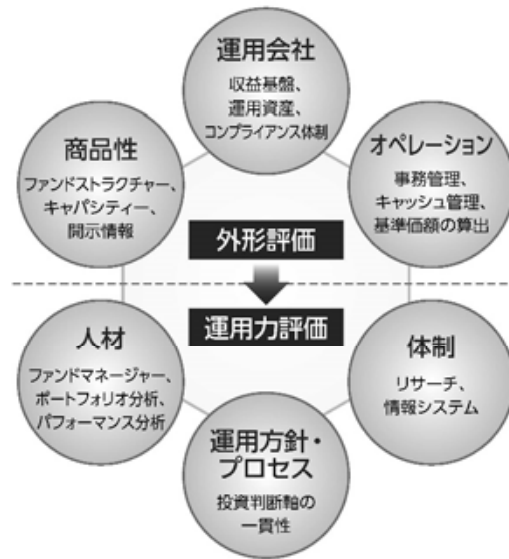 運用会社
収益基盤、
運用資産、
コンプライアンス体制
商品性
ファンドストラクチャー、
キャパシティー、
開示情報
オペレーション
事務管理、
キャッシュ管理、
基準価額の算出
外形評価
運用力評価
人材
ファンドマネージャー、
ポートフォリオ分析、
パフォーマンス分析
体制
リサーチ、
情報システム
運用方針・
プロセス
投資判断軸の
一貫性